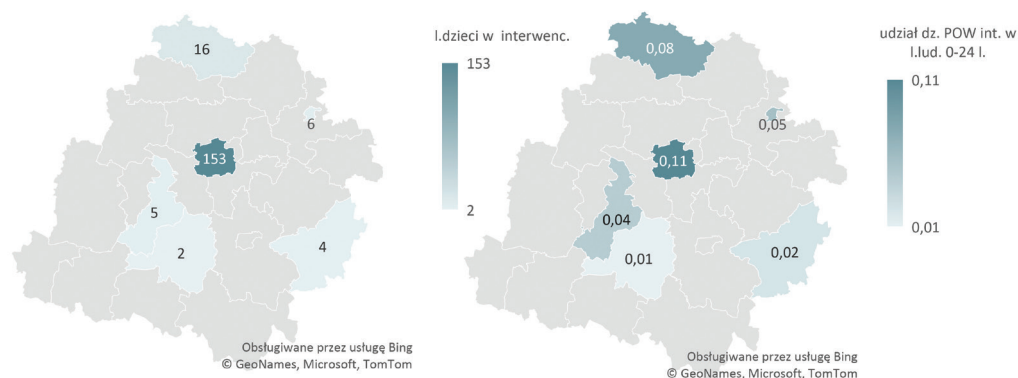 l.dzieci w interwenc.
153
2
16
6
153
5
2
4
Obsługiwane przez usługę Bing
© GeoNames, Microsoft, TomTom
udział dz. POW int. w
l.lud. 0-24 l.
0,11
0,01
0,08
0,05
0,11
0,04
0,01
0,02
Obsługiwane przez usługę Bing
© GeoNames, Microsoft, TomTom